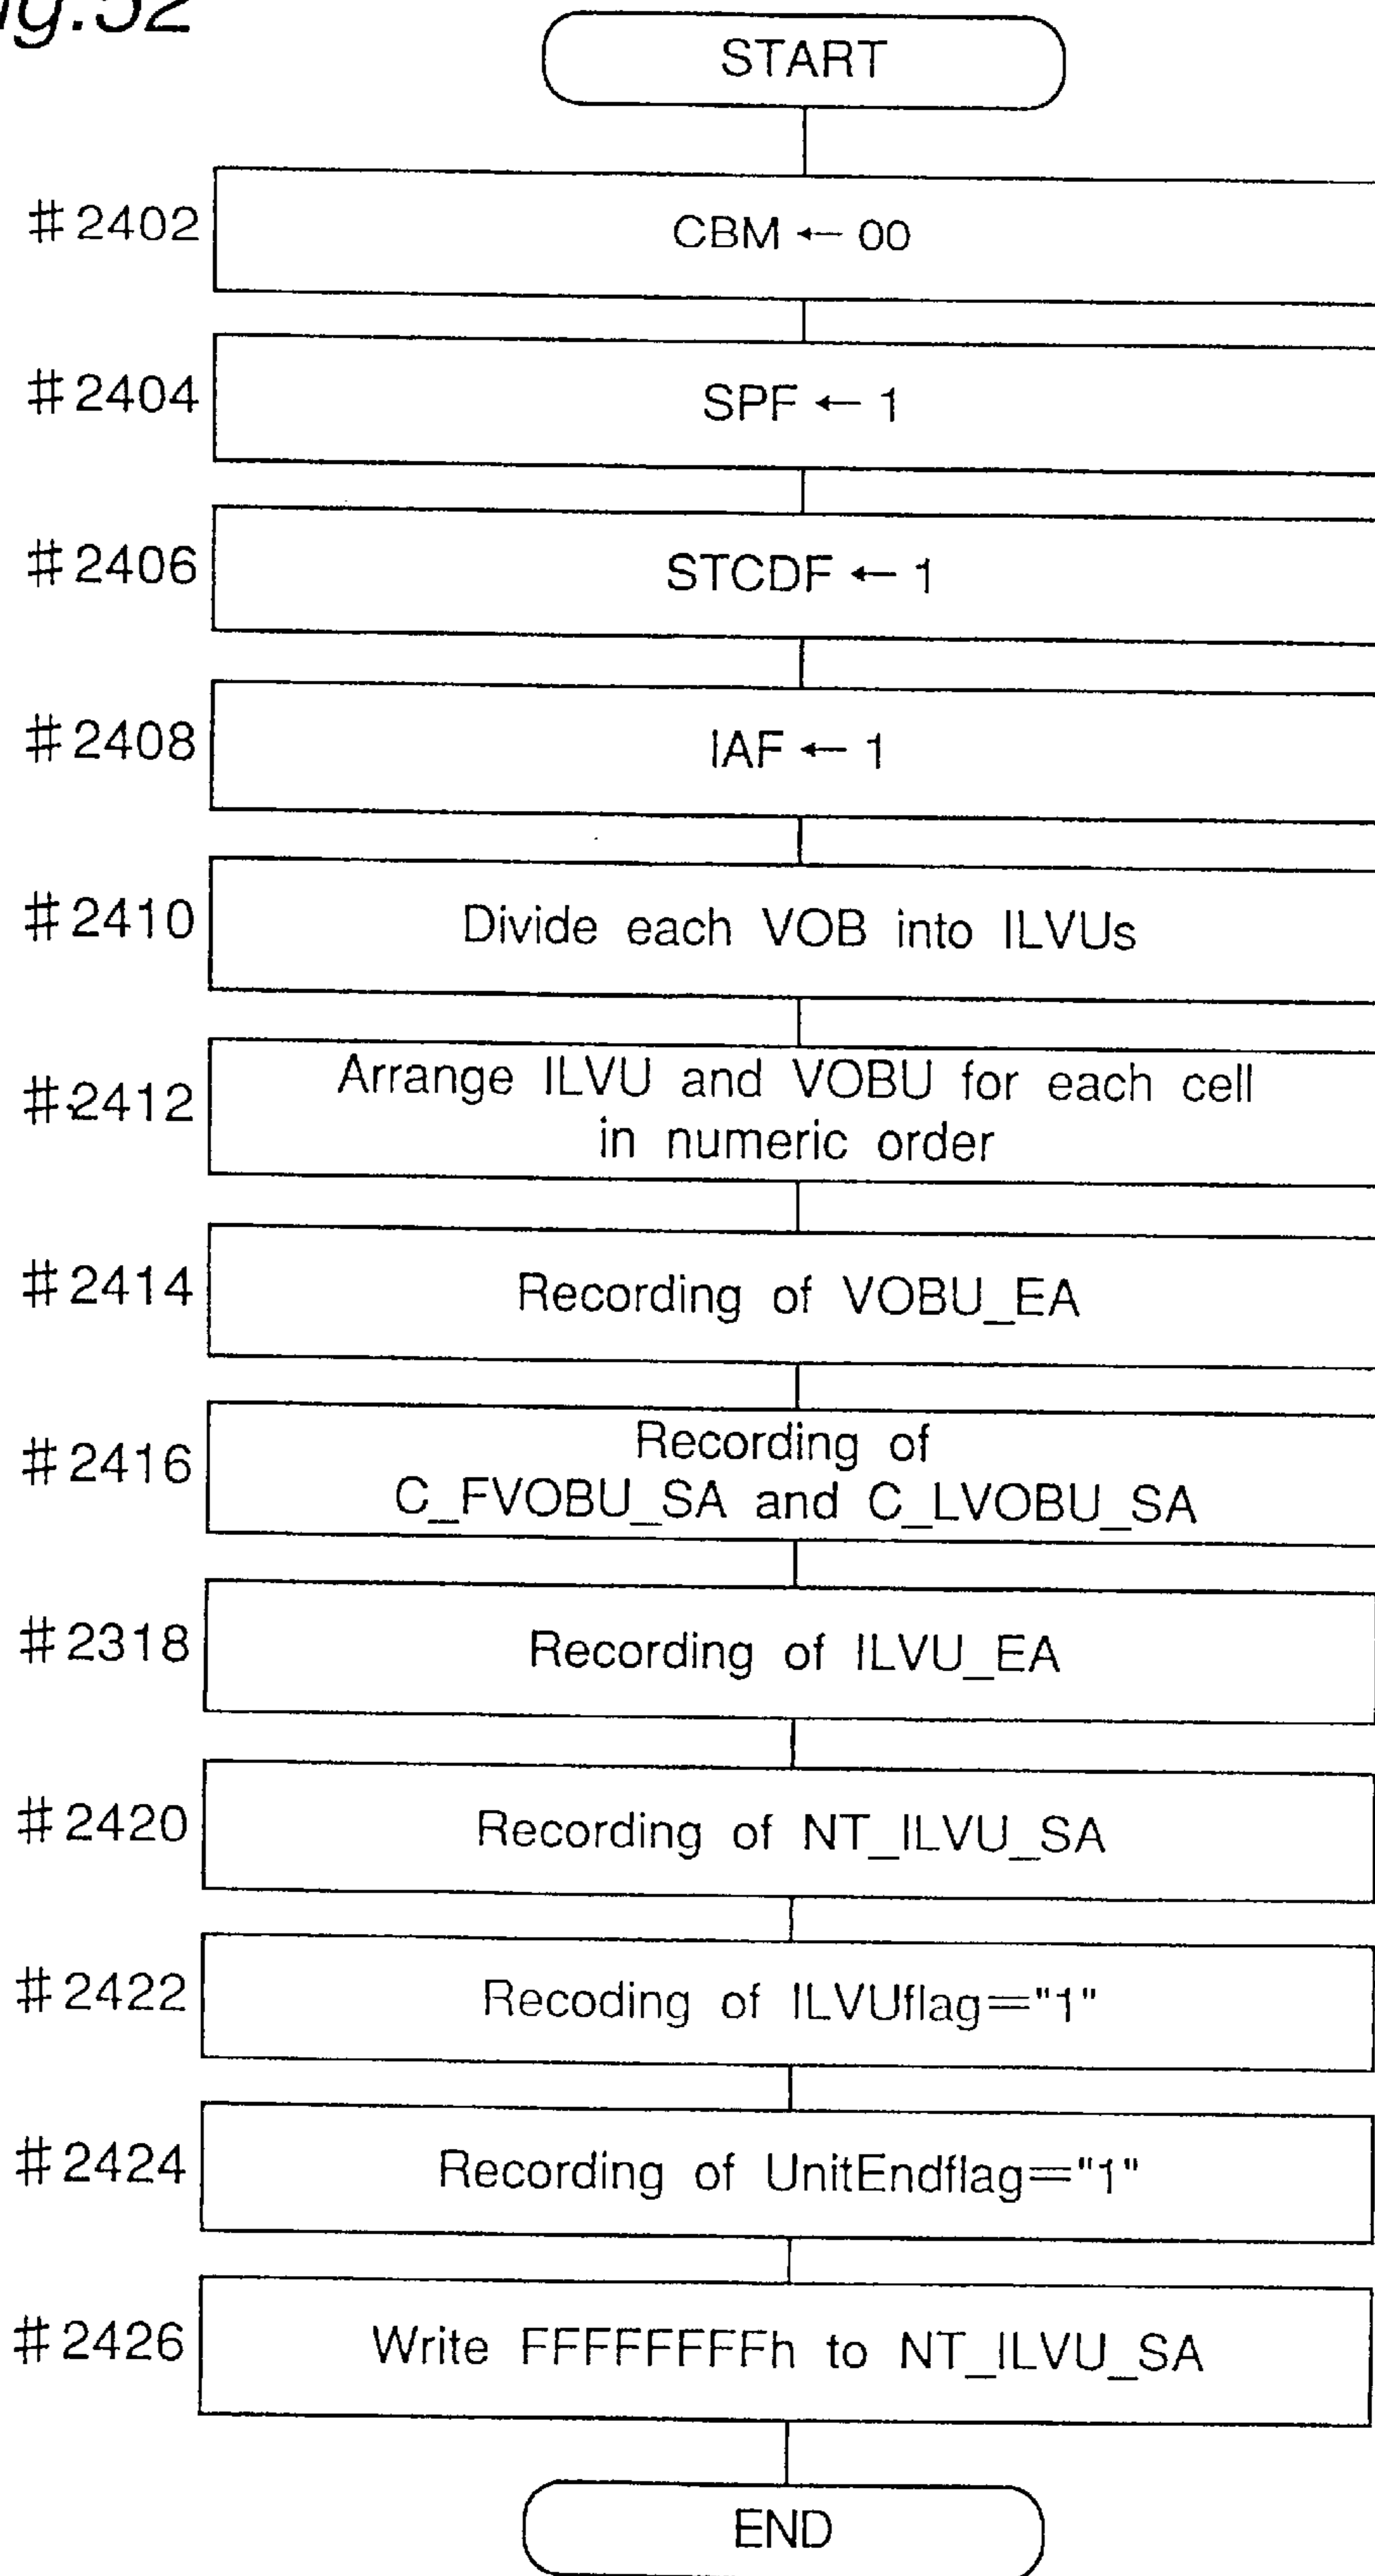 ig.52
START
#2402
CBM ← 00
#2404
SPF ← 1
#2406
STCDF ← 1
#2408
IAF ← 1
#2410
Divide each VOB into ILVUs
#2412
Arrange ILVU and VOBU for each cell
in numeric order
#2414
Recording of VOBU_EA
#2416
Recording of
C_FVOBU_SA and C_LVOBU_SA
#2318
Recording of ILVU_EA
#2420
Recording of NT_ILVU_SA
#2422
Recoding of ILVUflag="1"
#2424
Recording of UnitEndflag="1"
#2426
Write FFFFFFFFh to NT_ILVU_SA
END